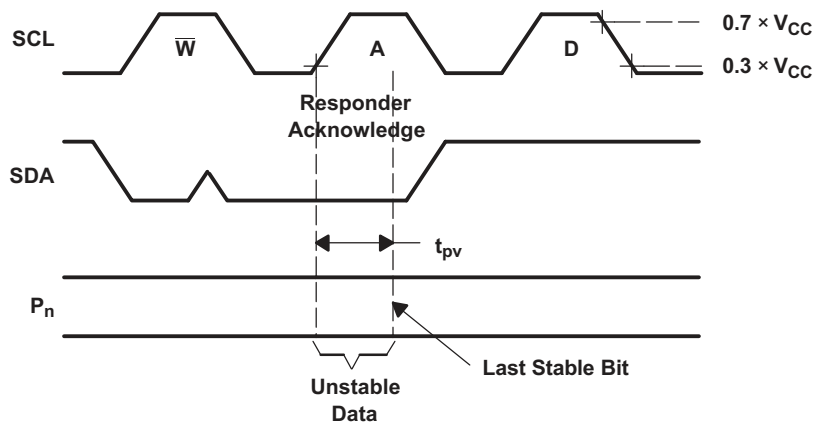 SCL
W̅
A
D
0.7 × VCC
0.3 × VCC
Responder
Acknowledge
SDA
tpv
Pn
Last Stable Bit
Unstable
Data